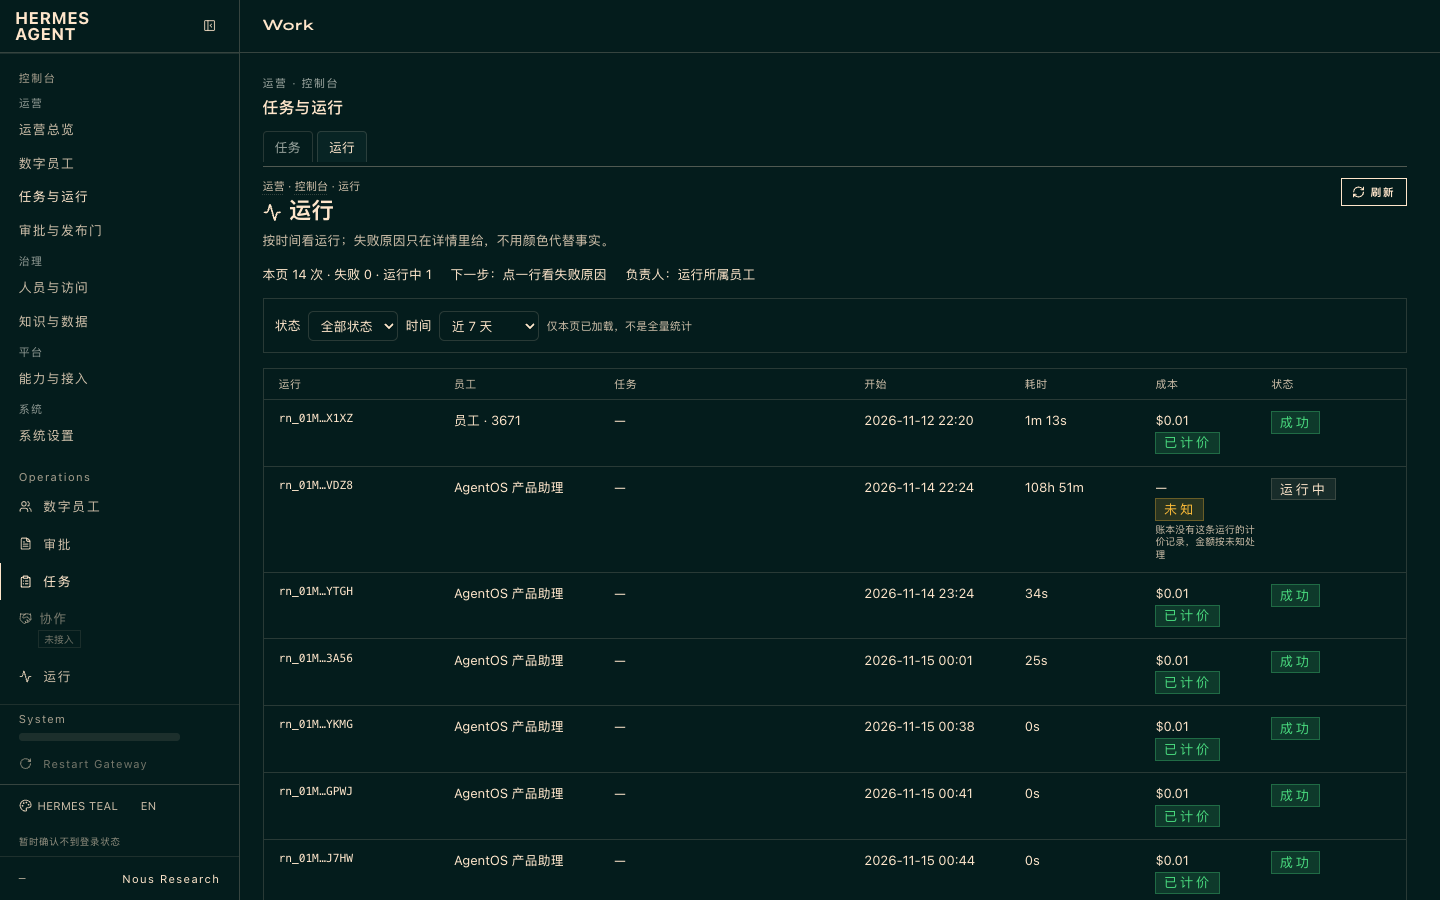 HERMES
AGENT
控制台
运营
运营总览
数字员工
任务与运行
审批与发布门
治理
人员与访问
知识与数据
平台
能力与接入
系统
系统设置
Operations
数字员工
审批
任务
协作
未接入
运行
System
Restart Gateway
HERMES TEAL EN
暂时确认不到登录状态
— Nous Research
Work
运营 · 控制台
任务与运行
任务 运行
运营 · 控制台 · 运行
刷新
运行
按时间看运行；失败原因只在详情里给，不用颜色代替事实。
本页 14 次 · 失败 0 · 运行中 1 下一步：点一行看失败原因 负责人：运行所属员工
状态 全部状态 时间 近 7 天 仅本页已加载，不是全量统计
运行 员工 任务 开始 耗时 成本 状态
rn_01M…X1XZ 员工 · 3671 — 2026-11-12 22:20 1m 13s $0.01 成功
已计价
rn_01M…VDZ8 AgentOS 产品助理 — 2026-11-14 22:24 108h 51m — 运行中
未知
账本没有这条运行的计
价记录，金额按未知处
理
rn_01M…YTGH AgentOS 产品助理 — 2026-11-14 23:24 34s $0.01 成功
已计价
rn_01M…3A56 AgentOS 产品助理 — 2026-11-15 00:01 25s $0.01 成功
已计价
rn_01M…YKMG AgentOS 产品助理 — 2026-11-15 00:38 0s $0.01 成功
已计价
rn_01M…GPWJ AgentOS 产品助理 — 2026-11-15 00:41 0s $0.01 成功
已计价
rn_01M…J7HW AgentOS 产品助理 — 2026-11-15 00:44 0s $0.01 成功
已计价